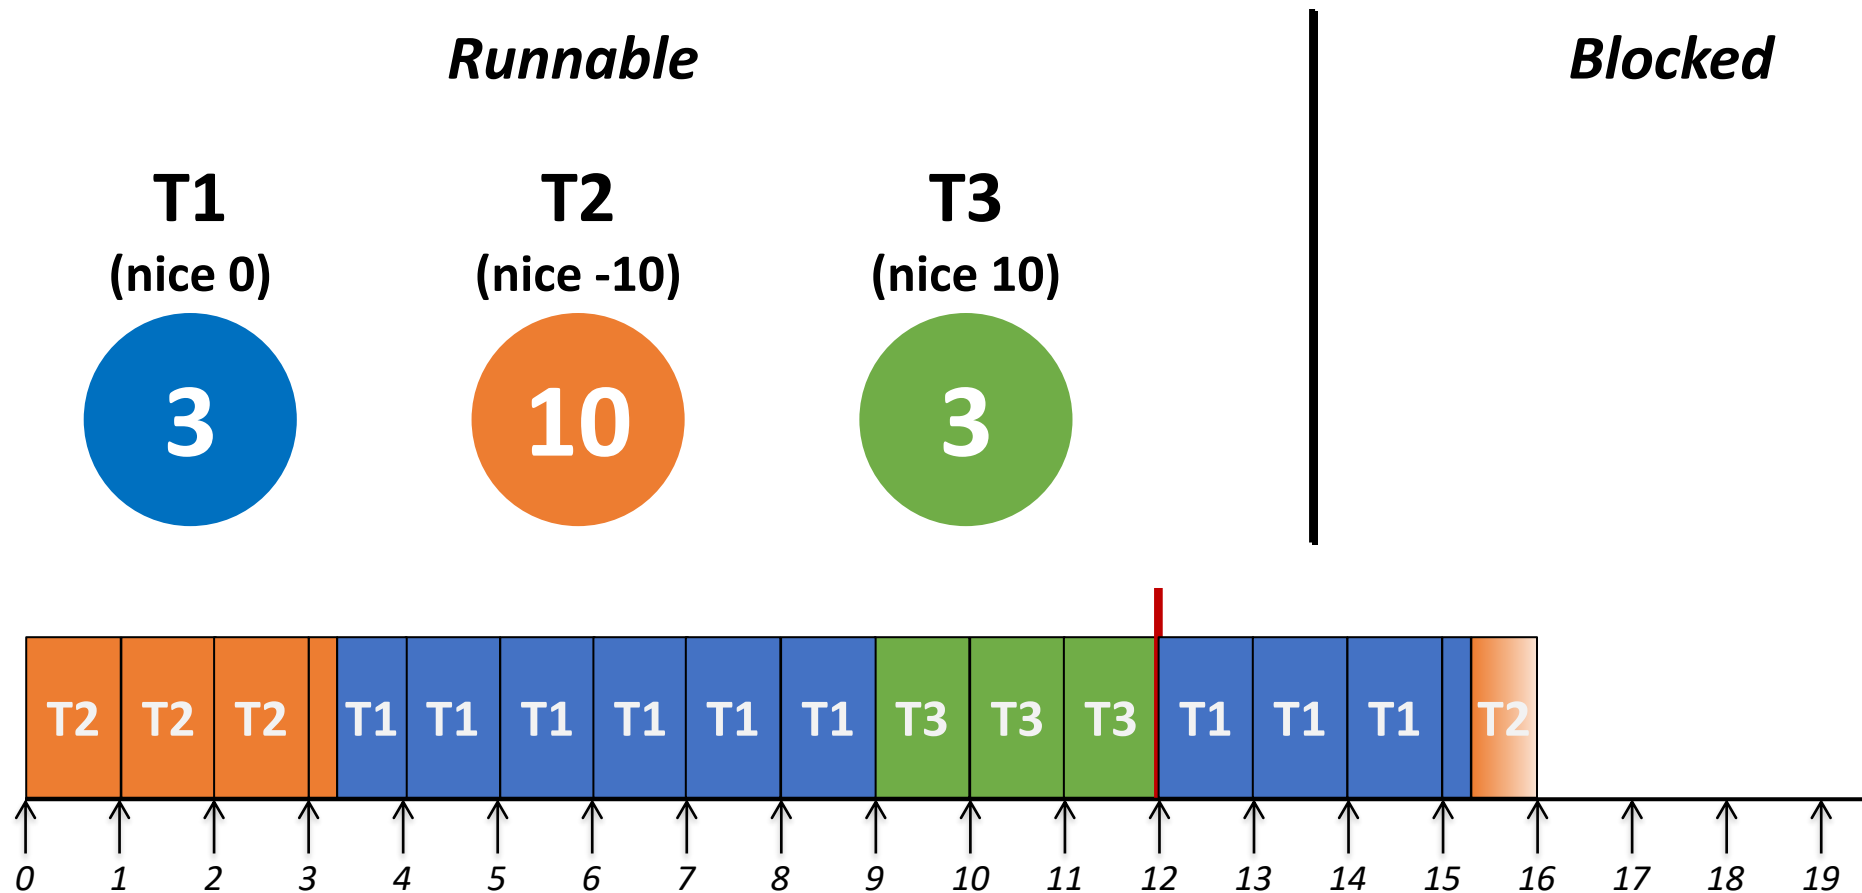 Runnable Blocked
T1 T2 T3
(nice 0) (nice -10) (nice 10)
3 10 3
T2 T2 T2 T1 T1 T1 T1 T1 T1 T3 T3 T3 T1 T1 T1 T2
0 1 2 3 4 5 6 7 8 9 10 11 12 13 14 15 16 17 18 19